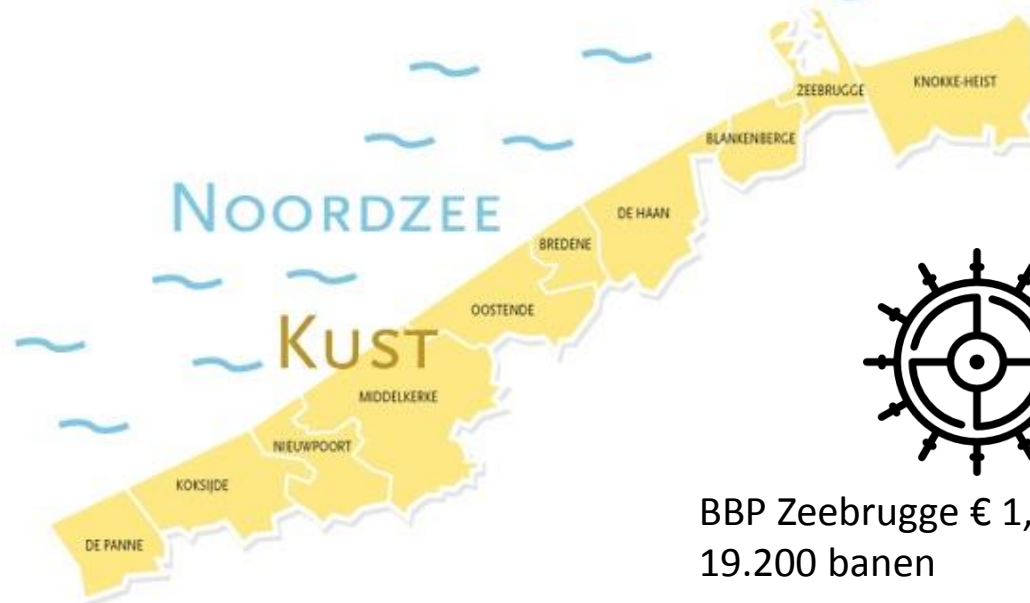 KNOKKE-HEIST
ZEEBRUGGE
BLANKENBERGE
NOORDZEE
DE HAAN
BREDENE
OOSTENDE
KUST
MIDDELKERKE
NIEUWPOORT
KOKSIJDE
DE PANNE
BBP Zeebrugge € 1,
19.200 banen